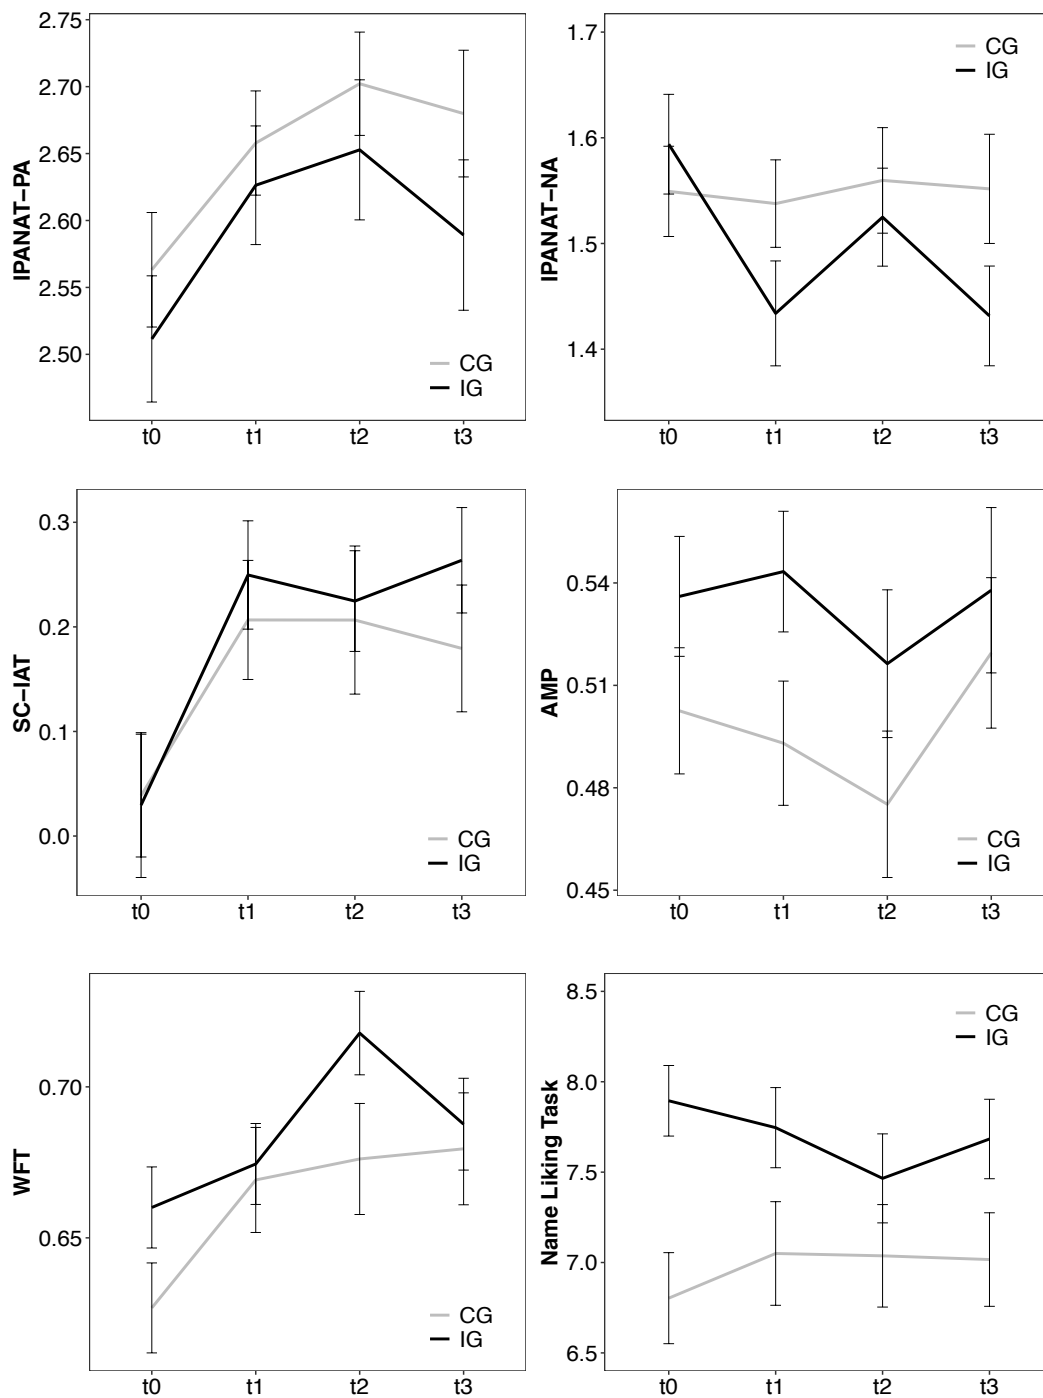 2.75
2.70
2.65
2.60
2.55
2.50
IPANAT–PA
CG
IG
t0 t1 t2 t3
1.7
1.6
1.5
1.4
IPANAT–NA
CG
IG
t0 t1 t2 t3
0.3
0.2
0.1
0.0
SC–IAT
CG
IG
t0 t1 t2 t3
0.54
0.51
0.48
0.45
AMP
CG
IG
t0 t1 t2 t3
0.70
0.65
WFT
CG
IG
t0 t1 t2 t3
8.5
8.0
7.5
7.0
6.5
Name Liking Task
CG
IG
t0 t1 t2 t3